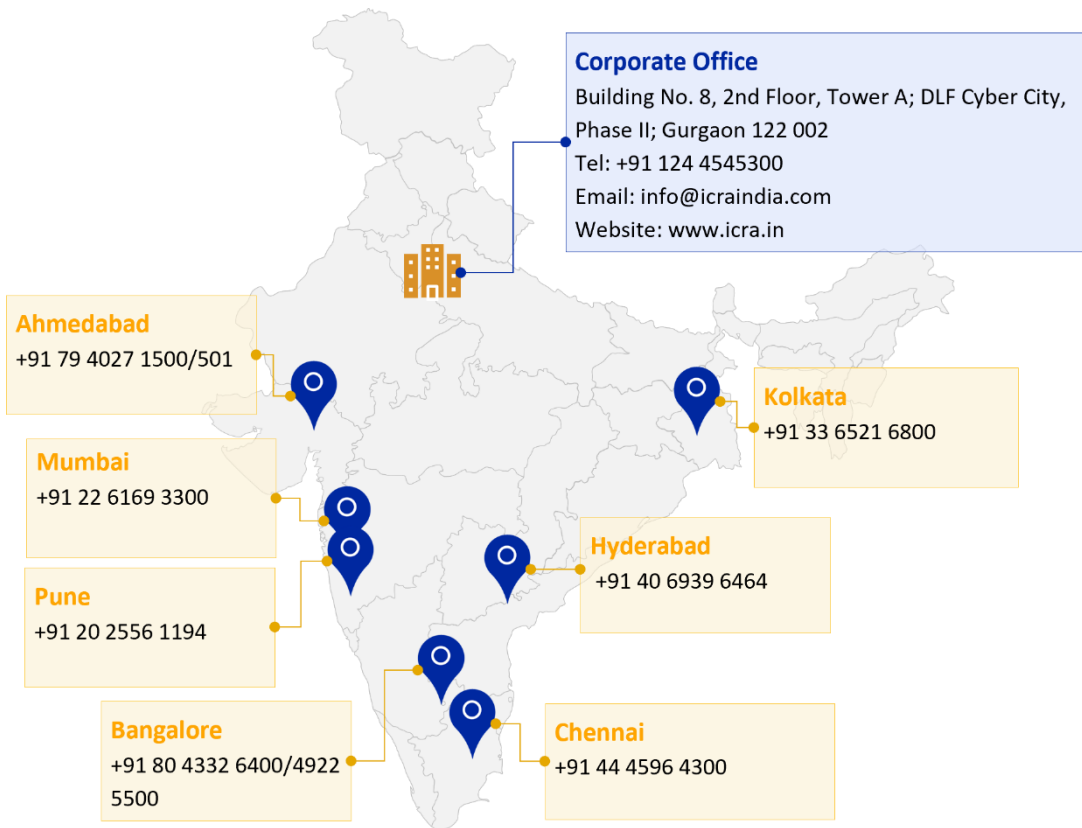 Corporate Office
Building No. 8, 2nd Floor, Tower A; DLF Cyber City,
Phase II; Gurgaon 122 002
Tel: +91 124 4545300
Email: info@icraindia.com
Website: www.icra.in
Ahmedabad
+91 79 4027 1500/501
Kolkata
+91 33 6521 6800
Mumbai
+91 22 6169 3300
Hyderabad
+91 40 6939 6464
Pune
+91 20 2556 1194
Bangalore
+91 80 4332 6400/4922
5500
Chennai
+91 44 4596 4300